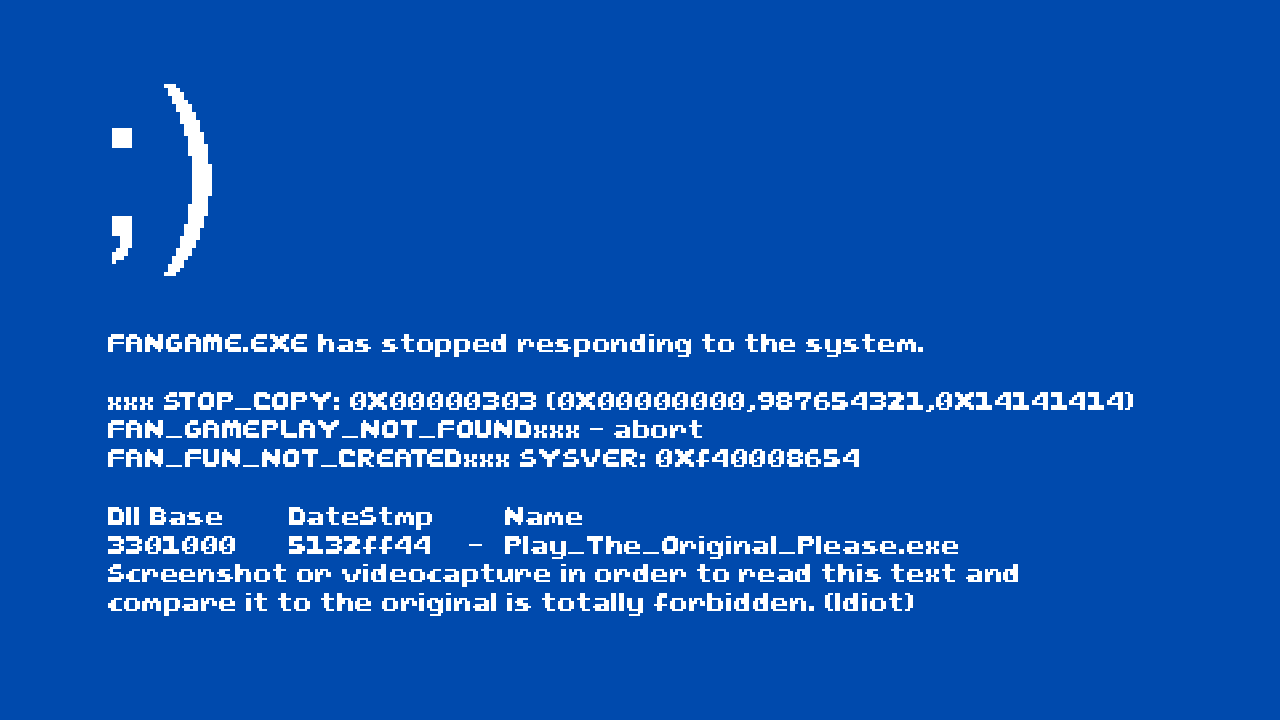 ;)
FANGAME.EXE has stopped responding to the system.
xxx STOP_COPY: 0X00000303 (0X00000000,987654321,0X14141414)
FAN_GAMEPLAY_NOT_FOUNDxxx - abort
FAN_FUN_NOT_CREATEDxxx SYSVER: 0Xf40008654
Dll Base DateStmp Name
3301000 5132ff44 - Play_The_Original_Please.exe
Screenshot or videocapture in order to read this text and
compare it to the original is totally forbidden. (Idiot)